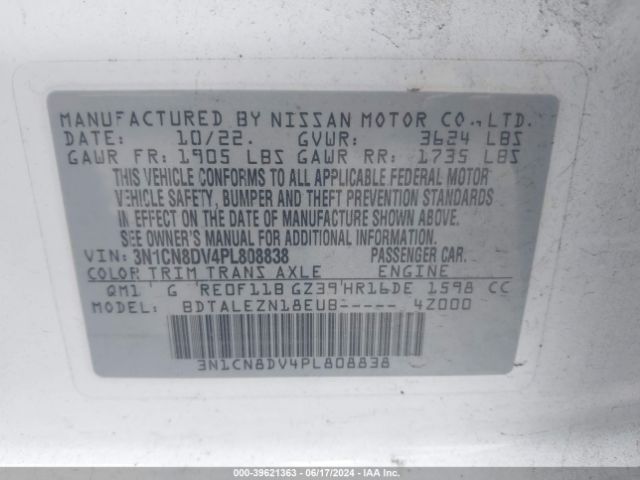 MANUFACTURED BY NISSAN MOTOR CO.,LTD.
DATE: 10/22. GVWR: 3624 LBS
GAWR FR: 1905 LBS GAWR RR: 1735 LBS
THIS VEHICLE CONFORMS TO ALL APPLICABLE FEDERAL MOTOR
VEHICLE SAFETY, BUMPER AND THEFT PREVENTION STANDARDS
IN EFFECT ON THE DATE OF MANUFACTURE SHOWN ABOVE.
SEE OWNER'S MANUAL FOR ADDITIONAL INFORMATION.
VIN: 3N1CN8DV4PL808838 PASSENGER CAR.
COLOR TRIM TRANS AXLE ENGINE
QM1 G RE0F11B GZ39 HR16DE 1598 CC
MODEL: BDTALEZN18EUB----- 4Z000
3N1CN8DV4PL808838
000-39621363 - 06/17/2024 - IAA Inc.